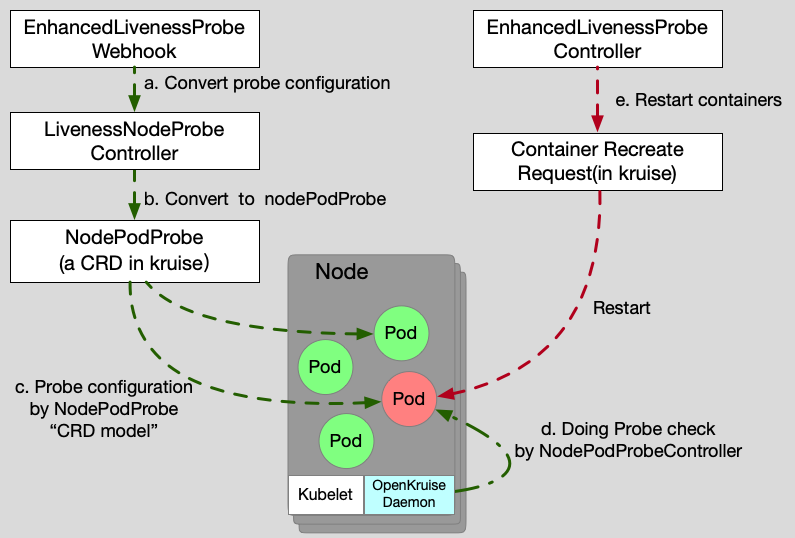 EnhancedLivenessProbe
Webhook
a. Convert probe configuration
LivenessNodeProbe
Controller
b. Convert to nodePodProbe
NodePodProbe
(a CRD in kruise)
c. Probe configuration
by NodePodProbe
“CRD model”
EnhancedLivenessProbe
Controller
e. Restart containers
Container Recreate
Request(in kruise)
Restart
Node
Pod
Pod
Pod
Pod
Kubelet
OpenKruise
Daemon
d. Doing Probe check
by NodePodProbeController